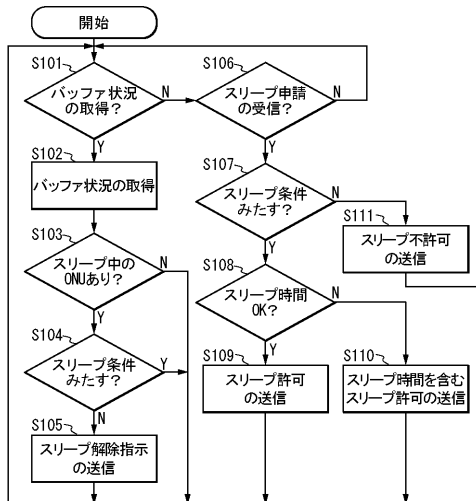 開始
S101
バッファ状況
の取得?
N
Y
S102
バッファ状況の取得
S103
スリープ中の
ONUあり?
N
Y
S104
スリープ条件
みたす?
Y
N
S105
スリープ解除指示
の送信
S106
スリープ申請
の受信?
N
Y
S107
スリープ条件
みたす?
N
Y
S111
スリープ不許可
の送信
S108
スリープ時間
OK?
N
Y
S109
スリープ許可
の送信
S110
スリープ時間を含む
スリープ許可の送信